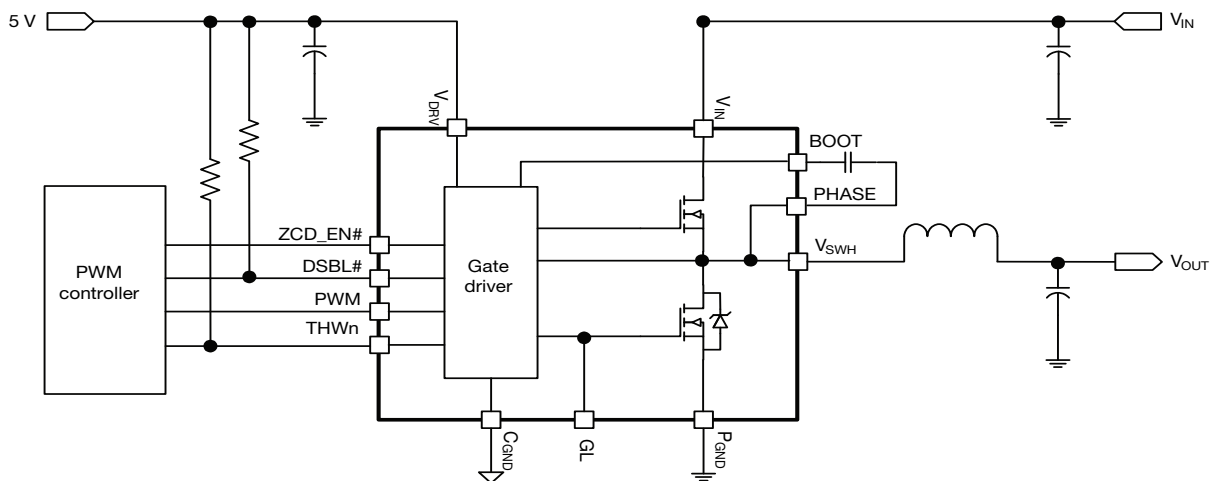 5 V
VIN
VDRV
VIN
BOOT
PHASE
ZCD_EN#
DSBL#
PWM
THWn
PWM
controller
Gate
driver
VSWH
VOUT
CGND
GL
PGND